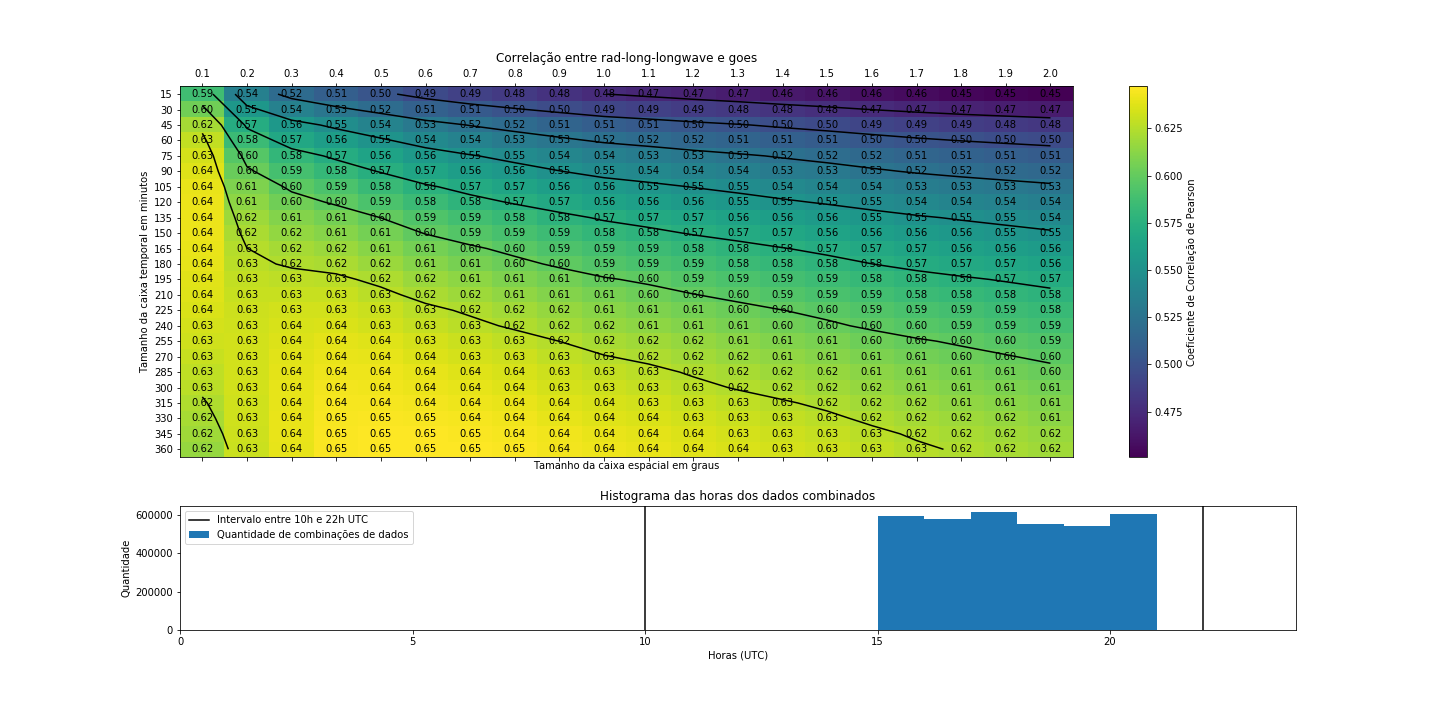 Correlação entre rad-long-longwave e goes
0.1 0.2 0.3 0.4 0.5 0.6 0.7 0.8 0.9 1.0 1.1 1.2 1.3 1.4 1.5 1.6 1.7 1.8 1.9 2.0
15 0.59 0.54 0.52 0.51 0.50 0.49 0.49 0.48 0.48 0.48 0.47 0.47 0.47 0.46 0.46 0.46 0.46 0.45 0.45 0.45
30 0.60 0.55 0.54 0.53 0.52 0.51 0.51 0.50 0.50 0.49 0.49 0.49 0.48 0.48 0.48 0.47 0.47 0.47 0.47 0.47
45 0.62 0.57 0.56 0.55 0.54 0.53 0.52 0.52 0.51 0.51 0.51 0.50 0.50 0.50 0.50 0.49 0.49 0.49 0.48 0.48
60 0.63 0.58 0.57 0.56 0.55 0.54 0.54 0.53 0.53 0.52 0.52 0.52 0.51 0.51 0.51 0.51 0.50 0.50 0.50 0.50
75 0.63 0.60 0.58 0.57 0.56 0.56 0.55 0.55 0.54 0.54 0.53 0.53 0.53 0.52 0.52 0.52 0.51 0.51 0.51 0.51
90 0.64 0.60 0.59 0.58 0.57 0.57 0.56 0.56 0.55 0.55 0.54 0.54 0.54 0.53 0.53 0.53 0.52 0.52 0.52 0.52
105 0.64 0.61 0.60 0.59 0.58 0.58 0.57 0.57 0.56 0.56 0.55 0.55 0.55 0.54 0.54 0.54 0.53 0.53 0.53 0.53
120 0.64 0.61 0.60 0.60 0.59 0.58 0.58 0.57 0.57 0.56 0.56 0.56 0.55 0.55 0.55 0.55 0.54 0.54 0.54 0.54
135 0.64 0.62 0.61 0.61 0.60 0.59 0.59 0.58 0.58 0.57 0.57 0.57 0.56 0.56 0.56 0.55 0.55 0.55 0.55 0.54
150 0.64 0.62 0.62 0.61 0.61 0.60 0.59 0.59 0.59 0.58 0.58 0.57 0.57 0.57 0.56 0.56 0.56 0.56 0.55 0.55
165 0.64 0.63 0.62 0.62 0.61 0.61 0.60 0.60 0.59 0.59 0.59 0.58 0.58 0.58 0.57 0.57 0.57 0.56 0.56 0.56
180 0.64 0.63 0.62 0.62 0.62 0.61 0.61 0.60 0.60 0.59 0.59 0.59 0.58 0.58 0.58 0.58 0.57 0.57 0.57 0.56
195 0.64 0.63 0.63 0.63 0.62 0.62 0.61 0.61 0.61 0.60 0.60 0.59 0.59 0.59 0.59 0.58 0.58 0.58 0.57 0.57
210 0.64 0.63 0.63 0.63 0.63 0.62 0.62 0.61 0.61 0.61 0.60 0.60 0.60 0.59 0.59 0.59 0.58 0.58 0.58 0.58
225 0.64 0.63 0.63 0.63 0.63 0.63 0.62 0.62 0.62 0.61 0.61 0.61 0.60 0.60 0.60 0.59 0.59 0.59 0.59 0.58
240 0.63 0.63 0.64 0.64 0.63 0.63 0.63 0.62 0.62 0.62 0.61 0.61 0.61 0.60 0.60 0.60 0.60 0.59 0.59 0.59
255 0.63 0.63 0.64 0.64 0.64 0.63 0.63 0.63 0.62 0.62 0.62 0.62 0.61 0.61 0.61 0.60 0.60 0.60 0.60 0.59
270 0.63 0.63 0.64 0.64 0.64 0.64 0.63 0.63 0.63 0.63 0.62 0.62 0.62 0.61 0.61 0.61 0.61 0.60 0.60 0.60
285 0.63 0.63 0.64 0.64 0.64 0.64 0.64 0.63 0.63 0.63 0.63 0.62 0.62 0.62 0.62 0.61 0.61 0.61 0.61 0.60
300 0.63 0.63 0.64 0.64 0.64 0.64 0.64 0.64 0.63 0.63 0.63 0.63 0.62 0.62 0.62 0.62 0.61 0.61 0.61 0.61
315 0.62 0.63 0.64 0.64 0.64 0.64 0.64 0.64 0.64 0.63 0.63 0.63 0.63 0.63 0.62 0.62 0.62 0.61 0.61 0.61
330 0.62 0.63 0.64 0.65 0.65 0.65 0.64 0.64 0.64 0.64 0.64 0.63 0.63 0.63 0.63 0.62 0.62 0.62 0.62 0.61
345 0.62 0.63 0.64 0.65 0.65 0.65 0.65 0.64 0.64 0.64 0.64 0.64 0.63 0.63 0.63 0.63 0.62 0.62 0.62 0.62
360 0.62 0.63 0.64 0.65 0.65 0.65 0.65 0.65 0.64 0.64 0.64 0.64 0.64 0.63 0.63 0.63 0.63 0.62 0.62 0.62
Tamanho da caixa temporal em minutos
Tamanho da caixa espacial em graus
0.625
0.600
0.575
0.550
0.525
0.500
0.475
Coeficiente de Correlação de Pearson
Histograma das horas dos dados combinados
Intervalo entre 10h e 22h UTC
Quantidade de combinações de dados
600000
400000
200000
0
Quantidade
0 5 10 15 20
Horas (UTC)